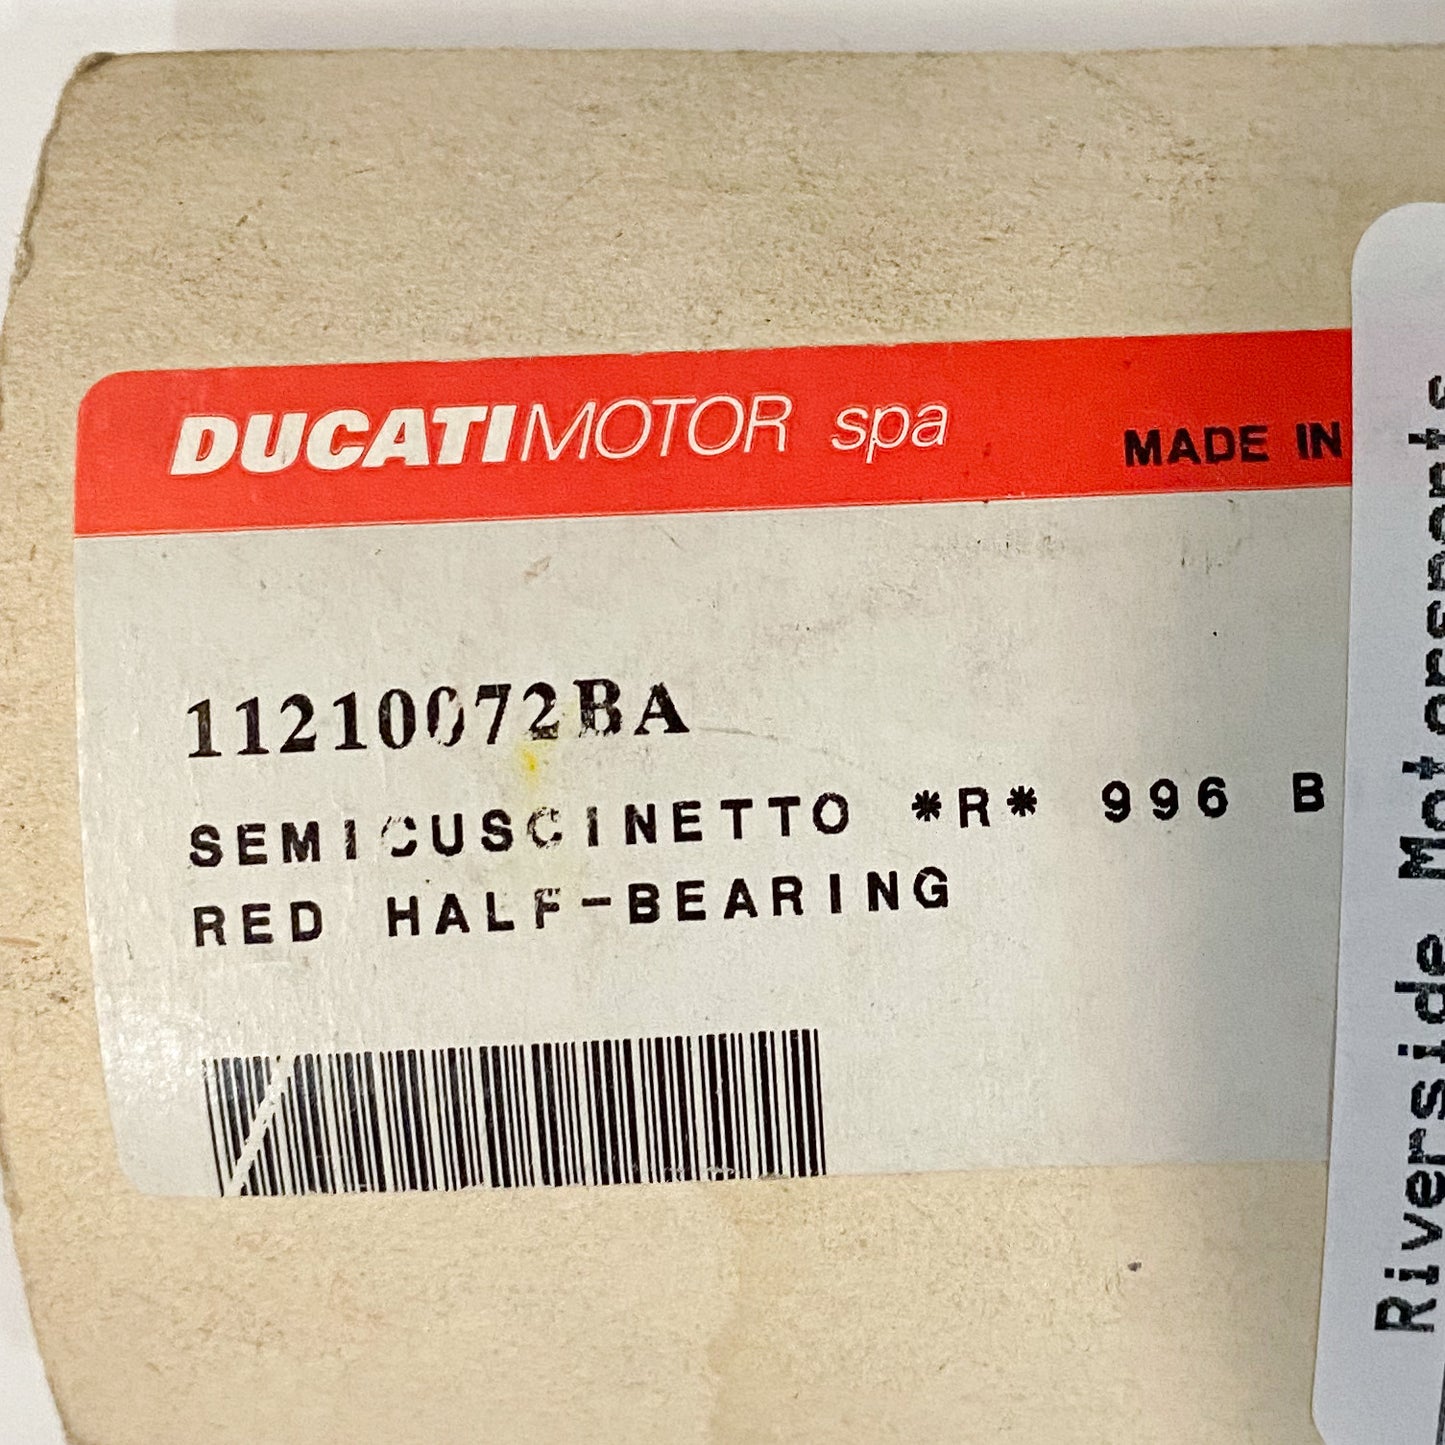 DUCATIMOTOR spa
MADE IN
11210072BA
SEMICUSCINETTO *R* 996 B
RED HALF-BEARING
Riverside Motorsports